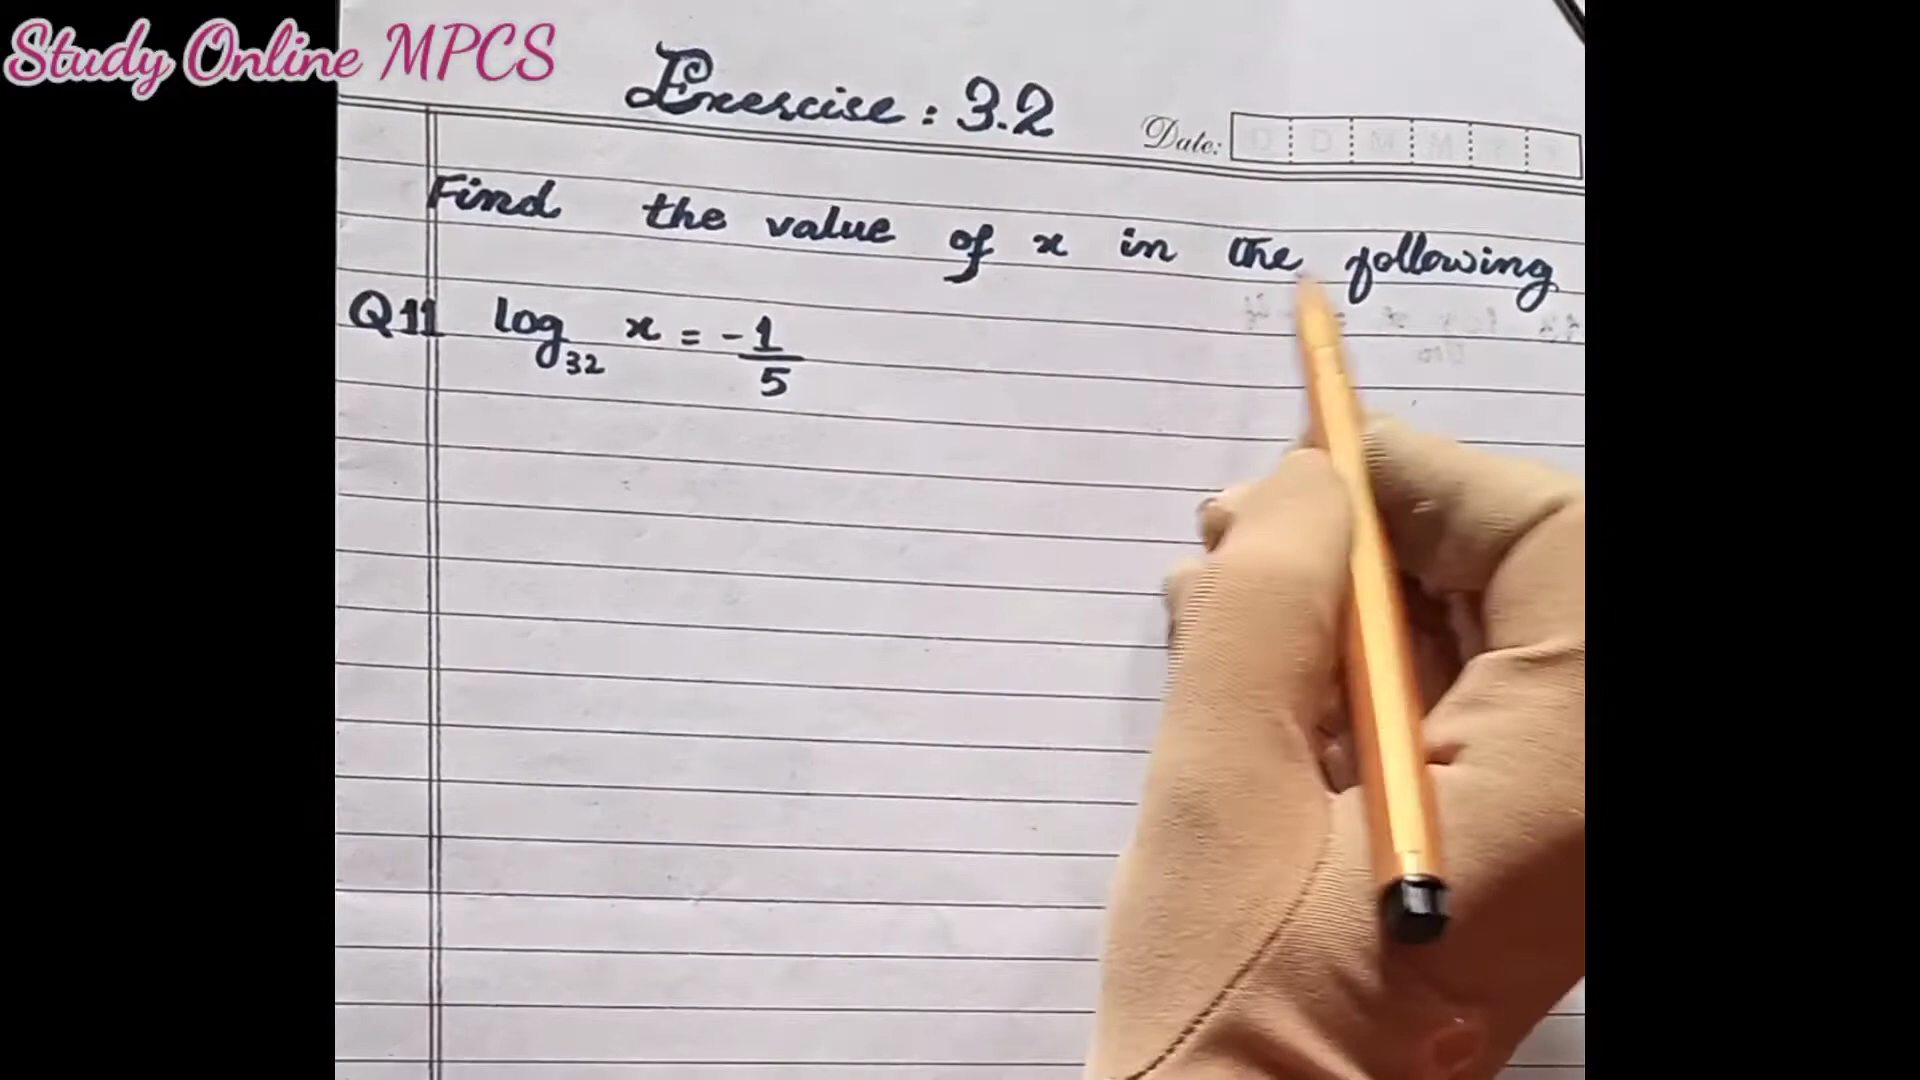 Study Online MPCS
Exercise : 3.2
Date:
Find the value of x in the following
Q11 log₃₂ x = -1/5